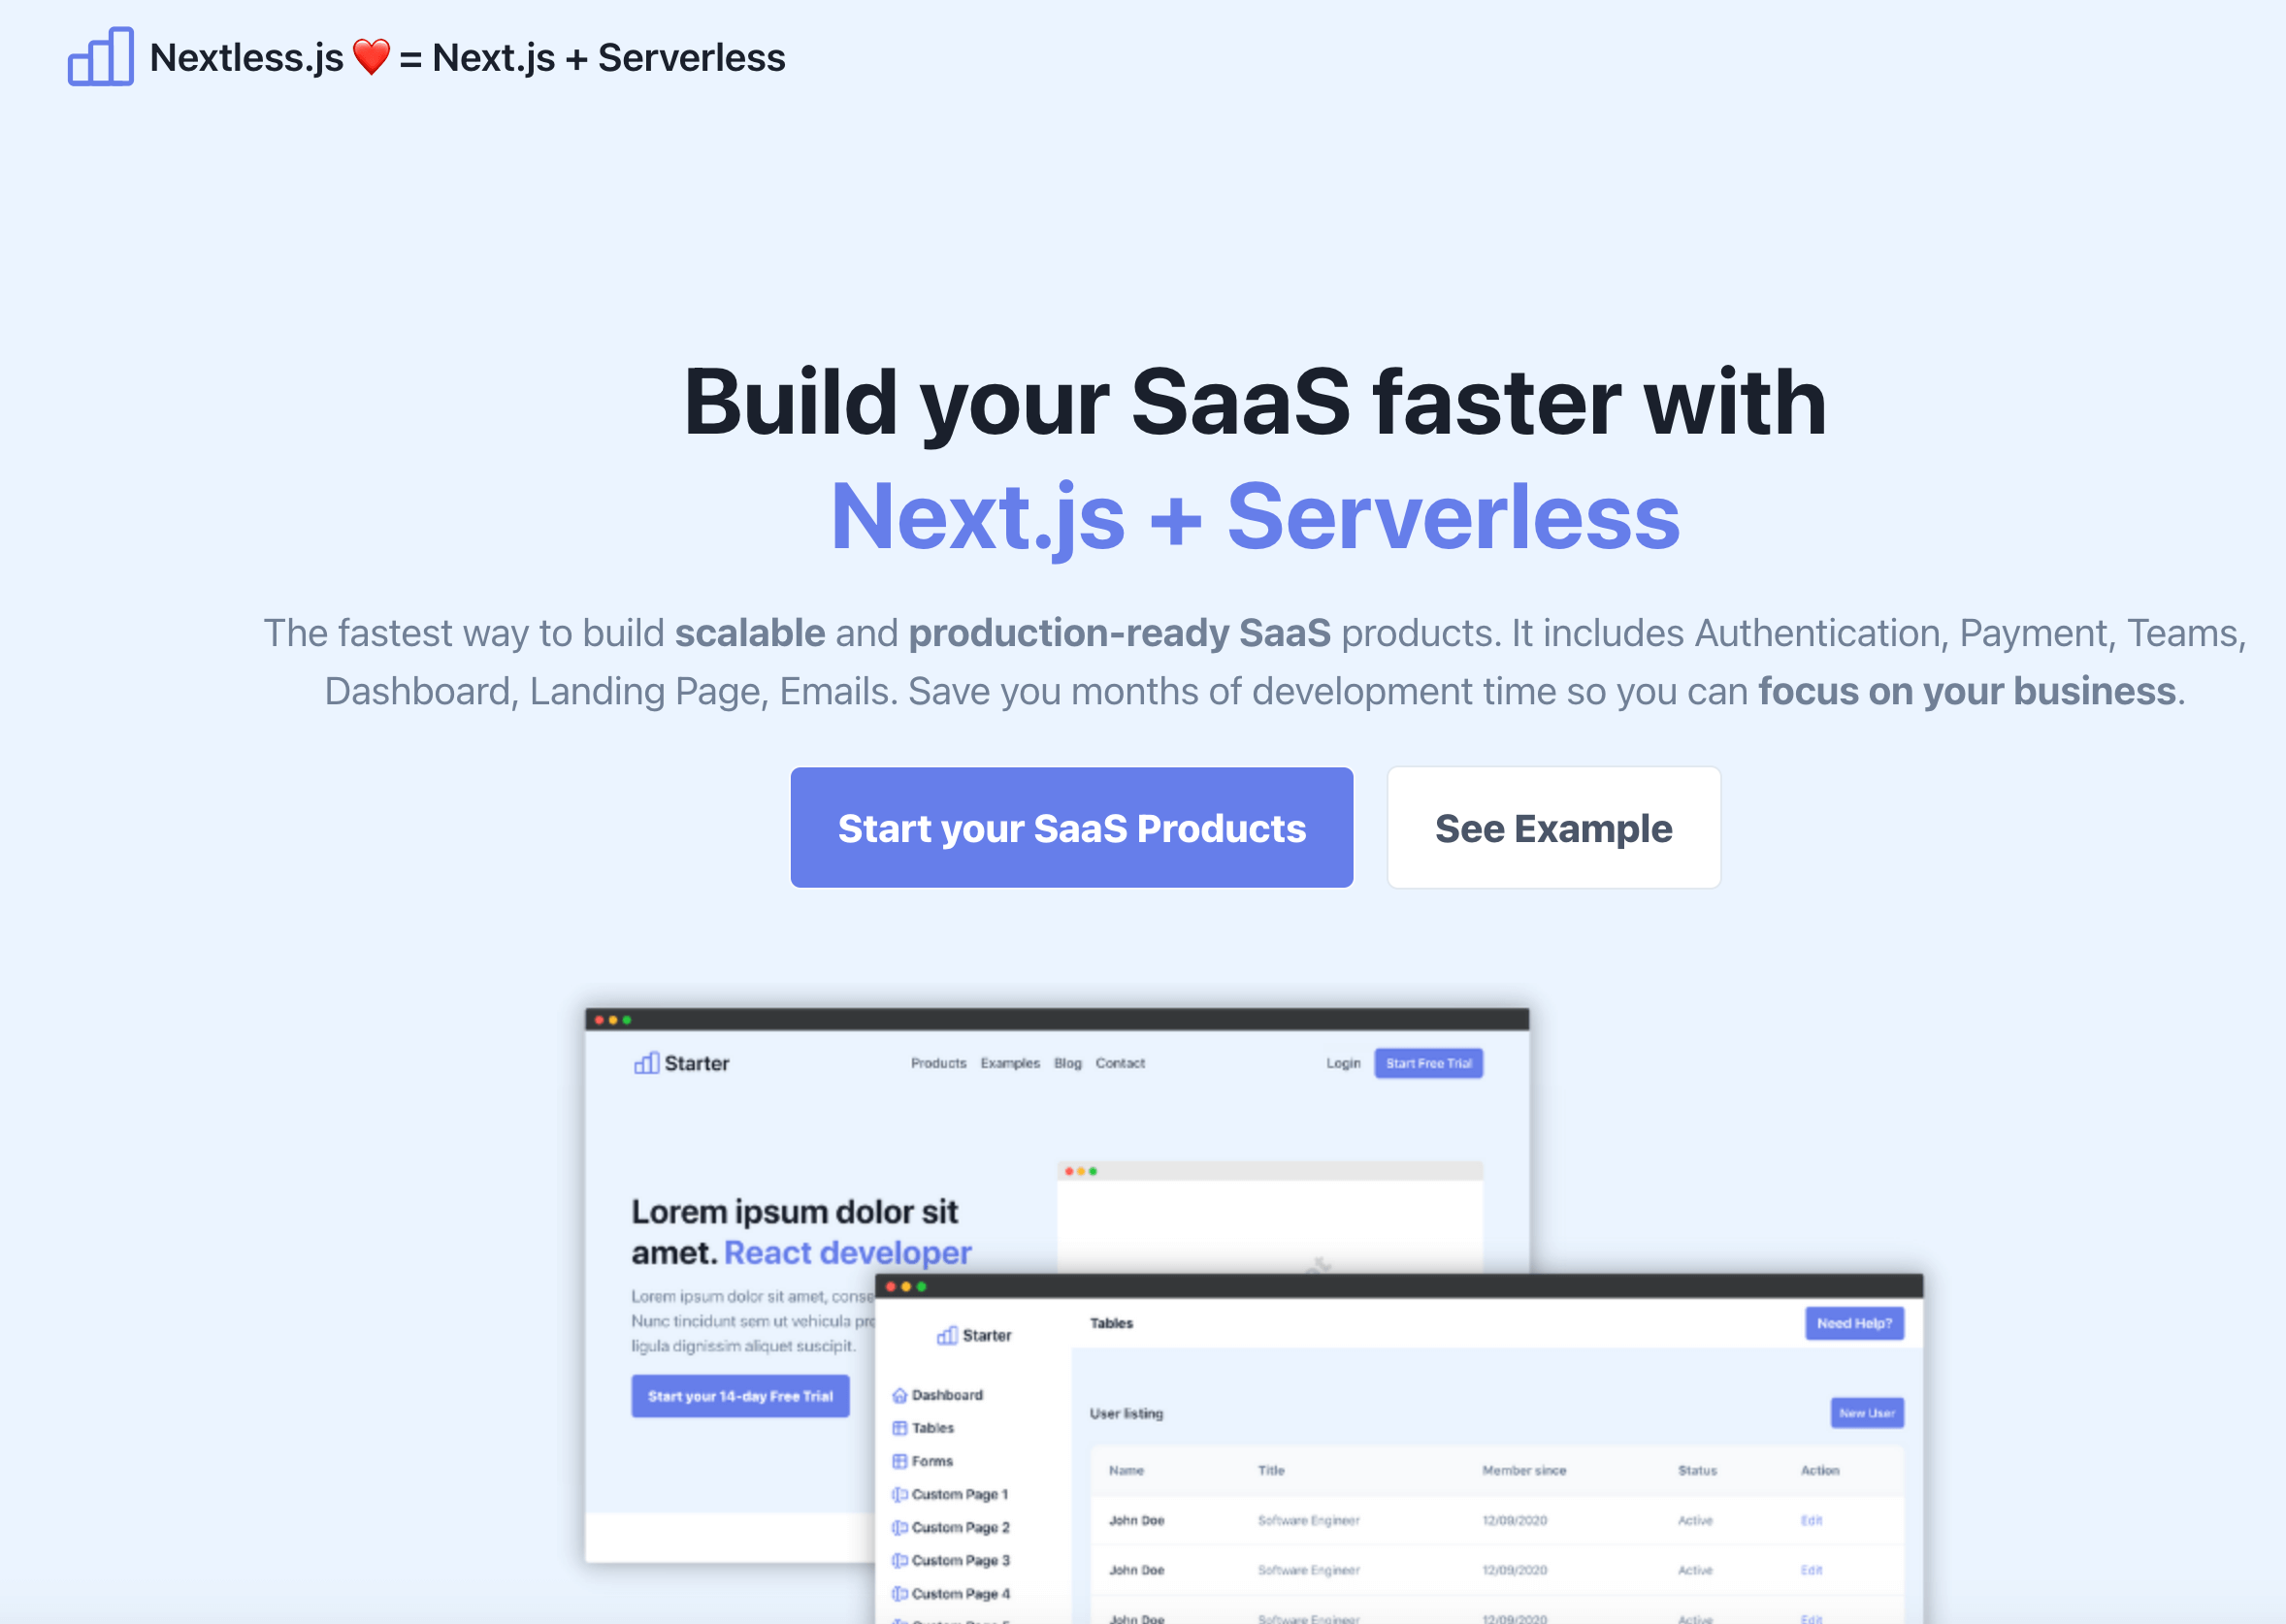 Nextless.js ❤️ = Next.js + Serverless
Build your SaaS faster with
Next.js + Serverless
The fastest way to build scalable and production-ready SaaS products. It includes Authentication, Payment, Teams,
Dashboard, Landing Page, Emails. Save you months of development time so you can focus on your business.
Start your SaaS Products
See Example
Starter
Products Examples Blog Contact
Login
Start Free Trial
Lorem ipsum dolor sit
amet. React developer
Lorem ipsum dolor sit amet,
Nunc tincidunt sem ut vehicula
ligula dignissim aliquet suscipit.
Start your 14-day Free Trial
Starter
Dashboard
Tables
Forms
Custom Page 1
Custom Page 2
Custom Page 3
Custom Page 4
Tables
Need Help?
User listing
New User
Name Title Member since Status Action
John Doe Software Engineer 12/09/2020 Active Edit
John Doe Software Engineer 12/09/2020 Active Edit
John Doe Software Engineer 12/09/2020 Active Edit